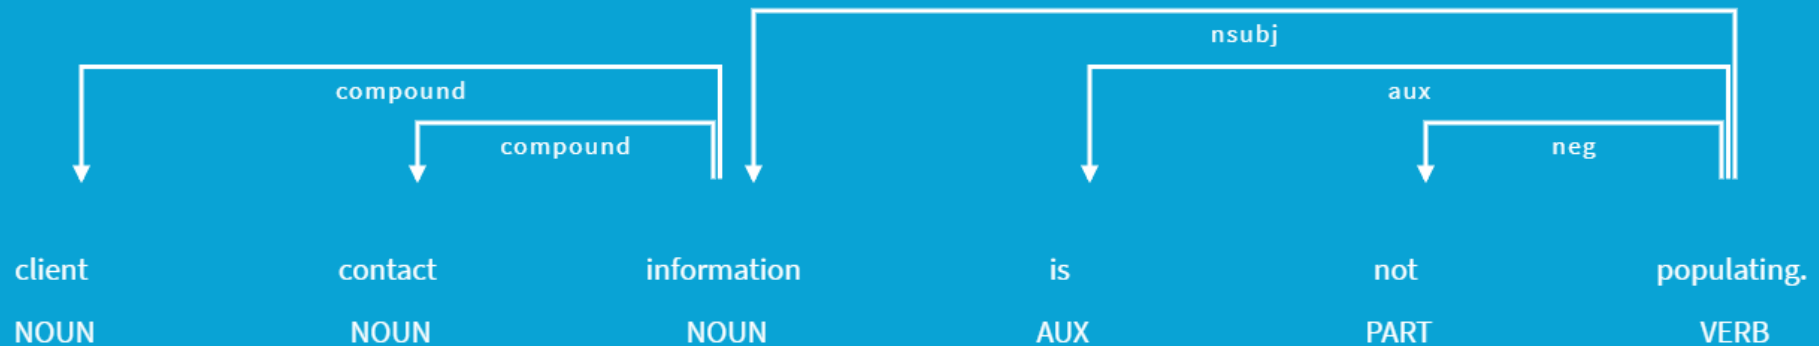 nsubj
compound aux
compound neg
client contact information is not populating.
NOUN NOUN NOUN AUX PART VERB